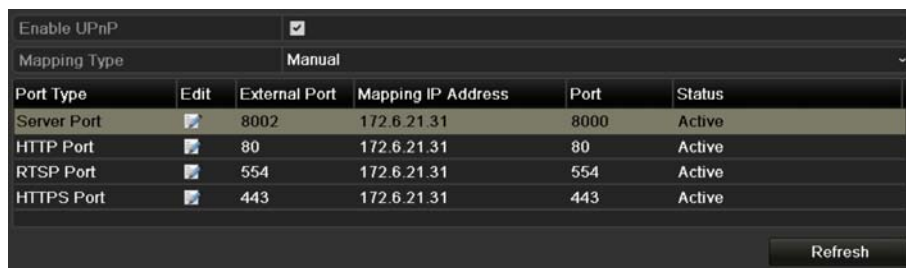 Enable UPnP
Mapping Type Manual
Port Type Edit External Port Mapping IP Address Port Status
Server Port 8002 172.6.21.31 8000 Active
HTTP Port 80 172.6.21.31 80 Active
RTSP Port 554 172.6.21.31 554 Active
HTTPS Port 443 172.6.21.31 443 Active
Refresh